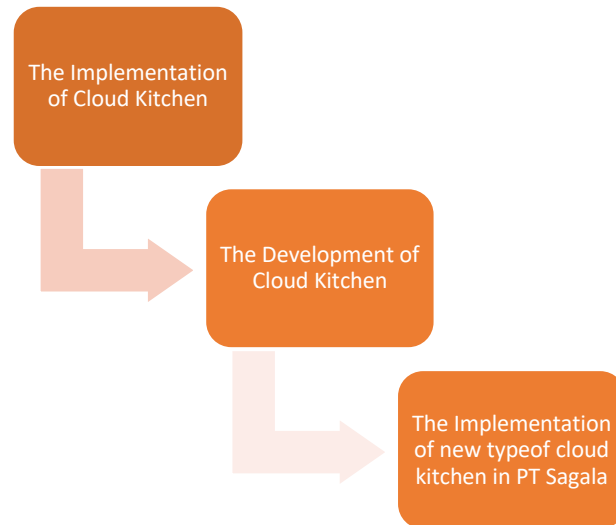 The Implementation
of Cloud Kitchen
The Development of
Cloud Kitchen
The Implementation
of new typeof cloud
kitchen in PT Sagala